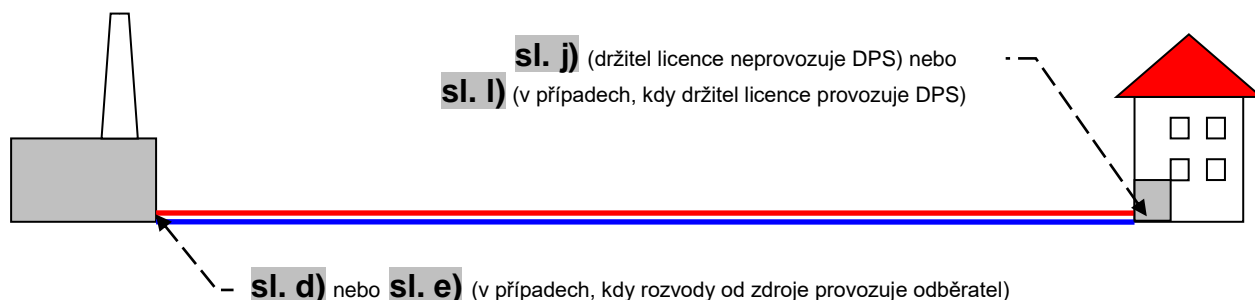 sl. j) (držitel licence neprovozuje DPS) nebo
sl. l) (v případech, kdy držitel licence provozuje DPS)
sl. d) nebo sl. e) (v případech, kdy rozvody od zdroje provozuje odběratel)